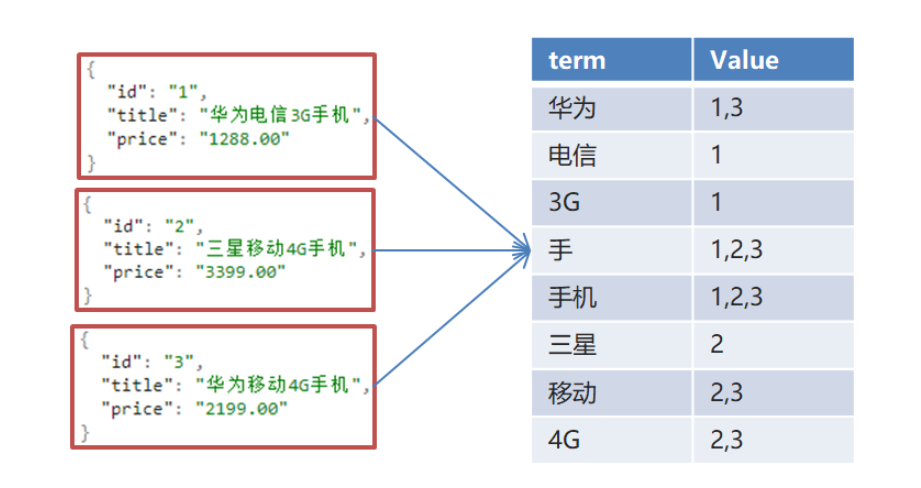 {
"id": "1",
"title": "华为电信3G手机",
"price": "1288.00"
}
{
"id": "2",
"title": "三星移动4G手机",
"price": "3399.00"
}
{
"id": "3",
"title": "华为移动4G手机",
"price": "2199.00"
}
term Value
华为 1,3
电信 1
3G 1
手 1,2,3
手机 1,2,3
三星 2
移动 2,3
4G 2,3